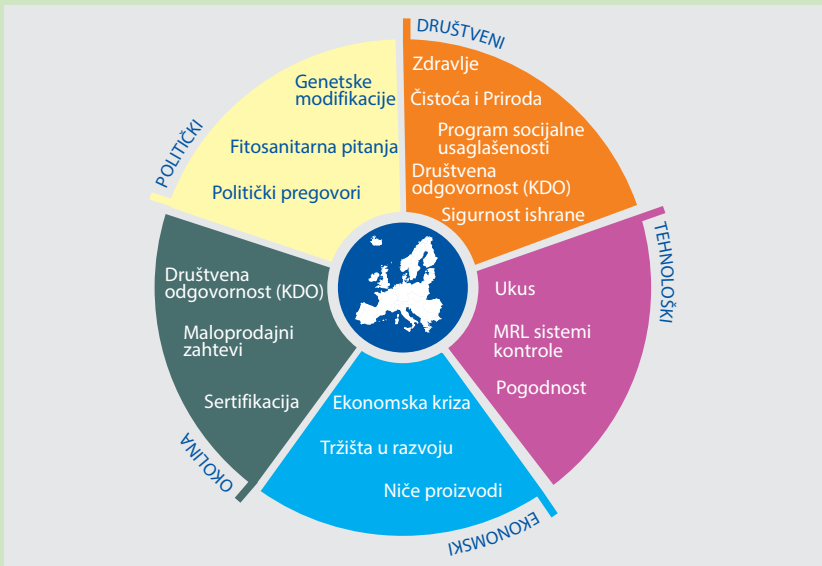 DRUŠTVENI
Zdravlje
Čistoća i Priroda
Program socijalne
usaglašenosti
Društvena
odgovornost (KDO)
Sigurnost ishrane
TEHNOLOŠKI
Ukus
MRL sistemi
kontrole
Pogodnost
EKONOMSKI
Ekonomska kriza
Tržišta u razvoju
Niče proizvodi
OKOLINA
Društvena
odgovornost (KDO)
Maloprodajni
zahtevi
Sertifikacija
POLITIČKI
Genetske
modifikacije
Fitosanitarna pitanja
Politički pregovori